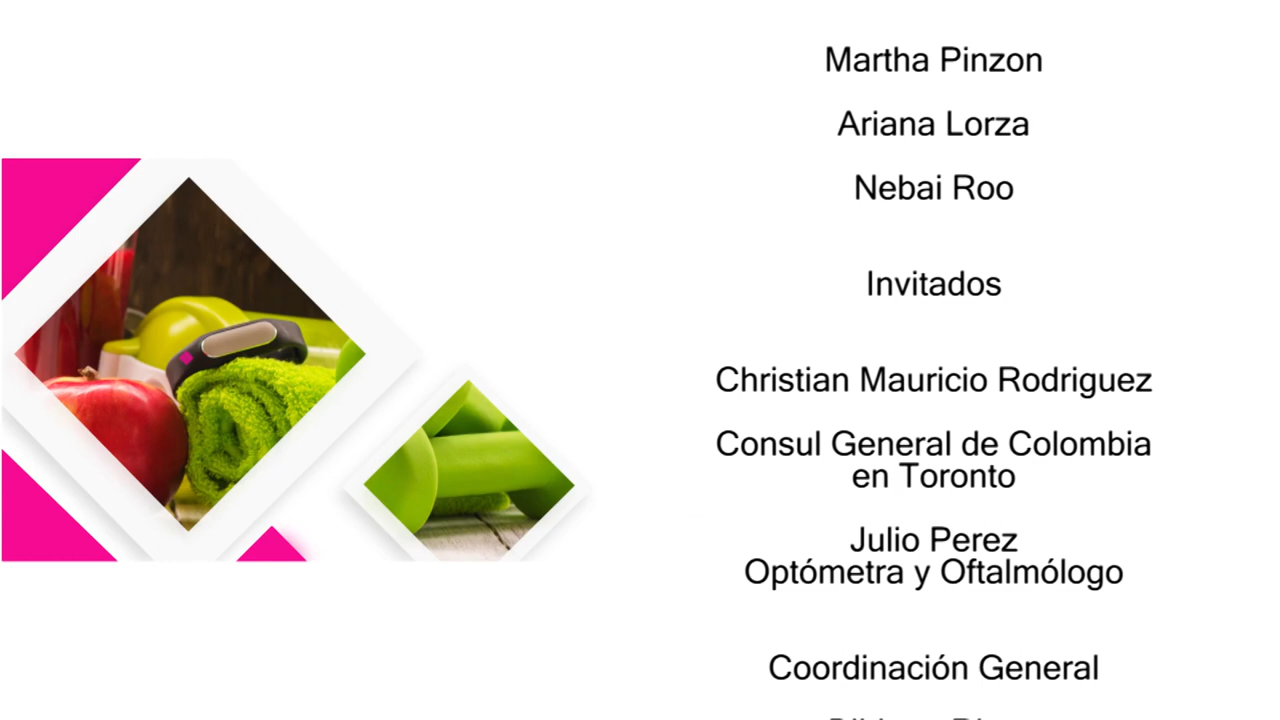 Martha Pinzon
Ariana Lorza
Nebai Roo
Invitados
Christian Mauricio Rodriguez
Consul General de Colombia
en Toronto
Julio Perez
Optómetra y Oftalmólogo
Coordinación General